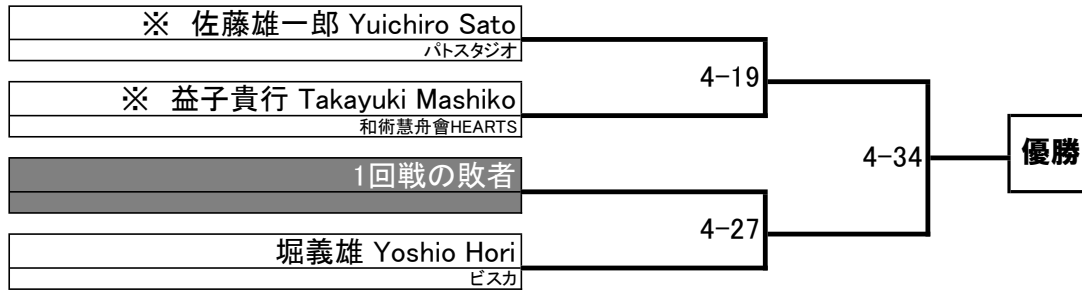 ※ 佐藤雄一郎 Yuichiro Sato
パトスタジオ
4-19
※ 益子貴行 Takayuki Mashiko
和術慧舟會HEARTS
4-34
優勝
1回戦の敗者
4-27
堀義雄 Yoshio Hori
ビスカ